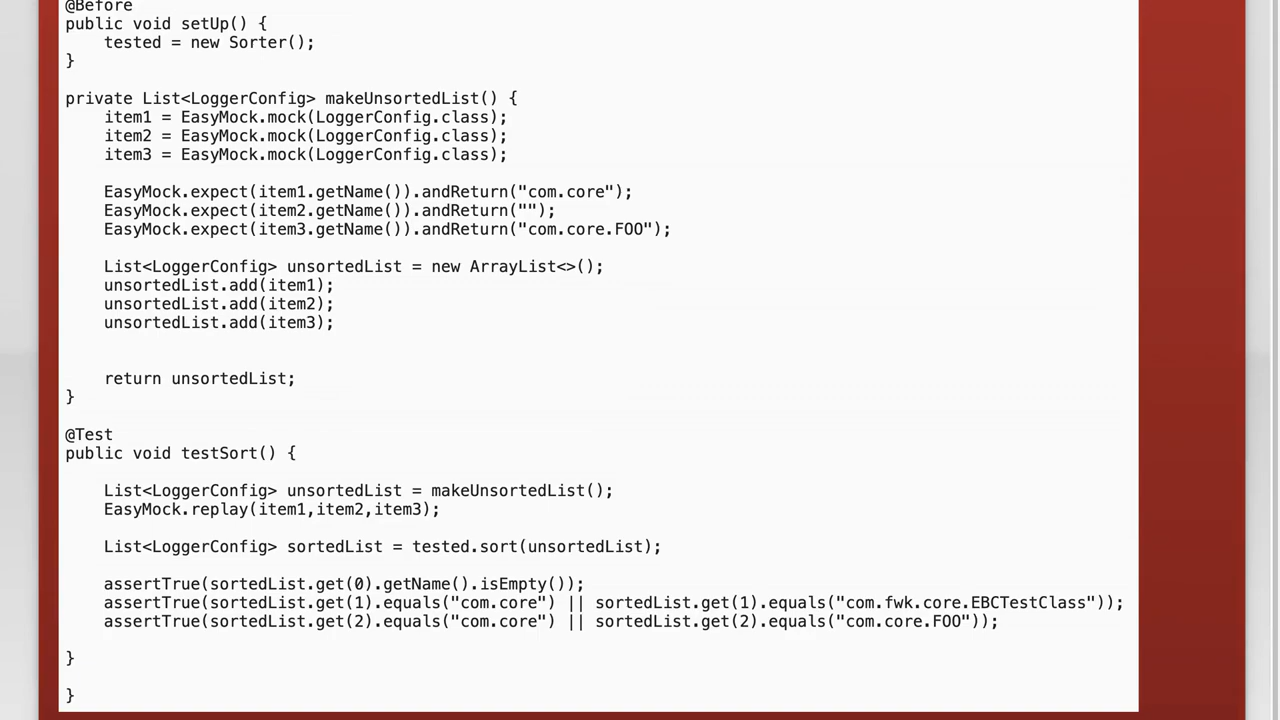 @Before
public void setUp() {
    tested = new Sorter();
}
private List<LoggerConfig> makeUnsortedList() {
    item1 = EasyMock.mock(LoggerConfig.class);
    item2 = EasyMock.mock(LoggerConfig.class);
    item3 = EasyMock.mock(LoggerConfig.class);
    EasyMock.expect(item1.getName()).andReturn("com.core");
    EasyMock.expect(item2.getName()).andReturn("");
    EasyMock.expect(item3.getName()).andReturn("com.core.FOO");
    List<LoggerConfig> unsortedList = new ArrayList<>();
    unsortedList.add(item1);
    unsortedList.add(item2);
    unsortedList.add(item3);
    return unsortedList;
}
@Test
public void testSort() {
    List<LoggerConfig> unsortedList = makeUnsortedList();
    EasyMock.replay(item1,item2,item3);
    List<LoggerConfig> sortedList = tested.sort(unsortedList);
    assertTrue(sortedList.get(0).getName().isEmpty());
    assertTrue(sortedList.get(1).equals("com.core") || sortedList.get(1).equals("com.fwk.core.EBCTestClass"));
    assertTrue(sortedList.get(2).equals("com.core") || sortedList.get(2).equals("com.core.FOO"));
}
}